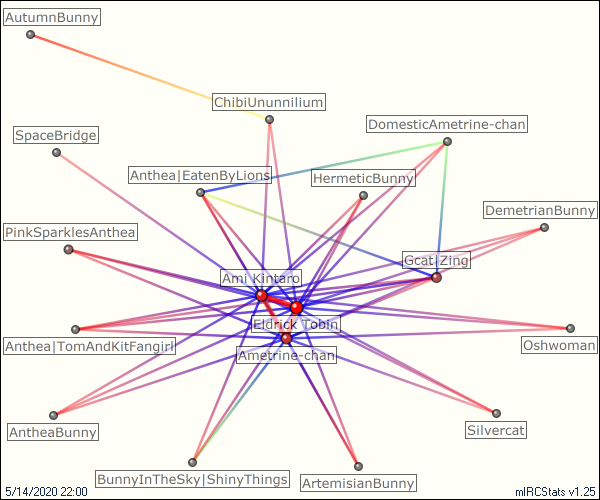 AutumnBunny
ChibiUnunnilium
DomesticAmetrine-chan
SpaceBridge
Anthea|EatenByLions
HermeticBunny
DemetrianBunny
PinkSparklesAnthea
Gcat|Zing
Ami Kintaro
Eldrick Tobin
Anthea|TomAndKitFangirl
Ametrine-chan
Oshwoman
AntheaBunny
Silvercat
BunnyInTheSky|ShinyThings
ArtemisianBunny
5/14/2020 22:00
mIRCStats v1.25